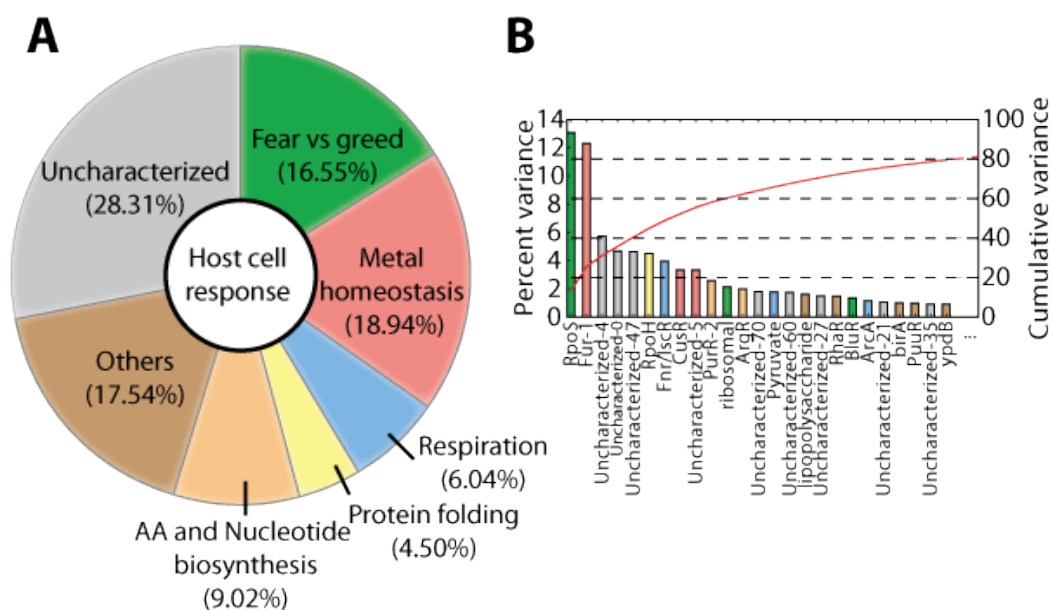 A
Fear vs greed
(16.55%)
Uncharacterized
(28.31%)
Host cell
response
Metal
homeostasis
(18.94%)
Others
(17.54%)
Respiration
(6.04%)
Protein folding
(4.50%)
AA and Nucleotide
biosynthesis
(9.02%)
B
Percent variance
14
12
10
8
6
4
2
0
100
80
60
40
20
0
Cumulative variance
RpoS
Fur-1
Uncharacterized-4
Uncharacterized-0
Uncharacterized-47
RpoH
Fnr/IscR
CusR
Uncharacterized-5
PurR-2
ribosomal
ArgR
Uncharacterized-70
Pyruvate
Uncharacterized-60
lipopolysaccharide
Uncharacterized-27
RhaR
BluR
ArcA
Uncharacterized-21
birA
PuuR
Uncharacterized-35
ypdB
...